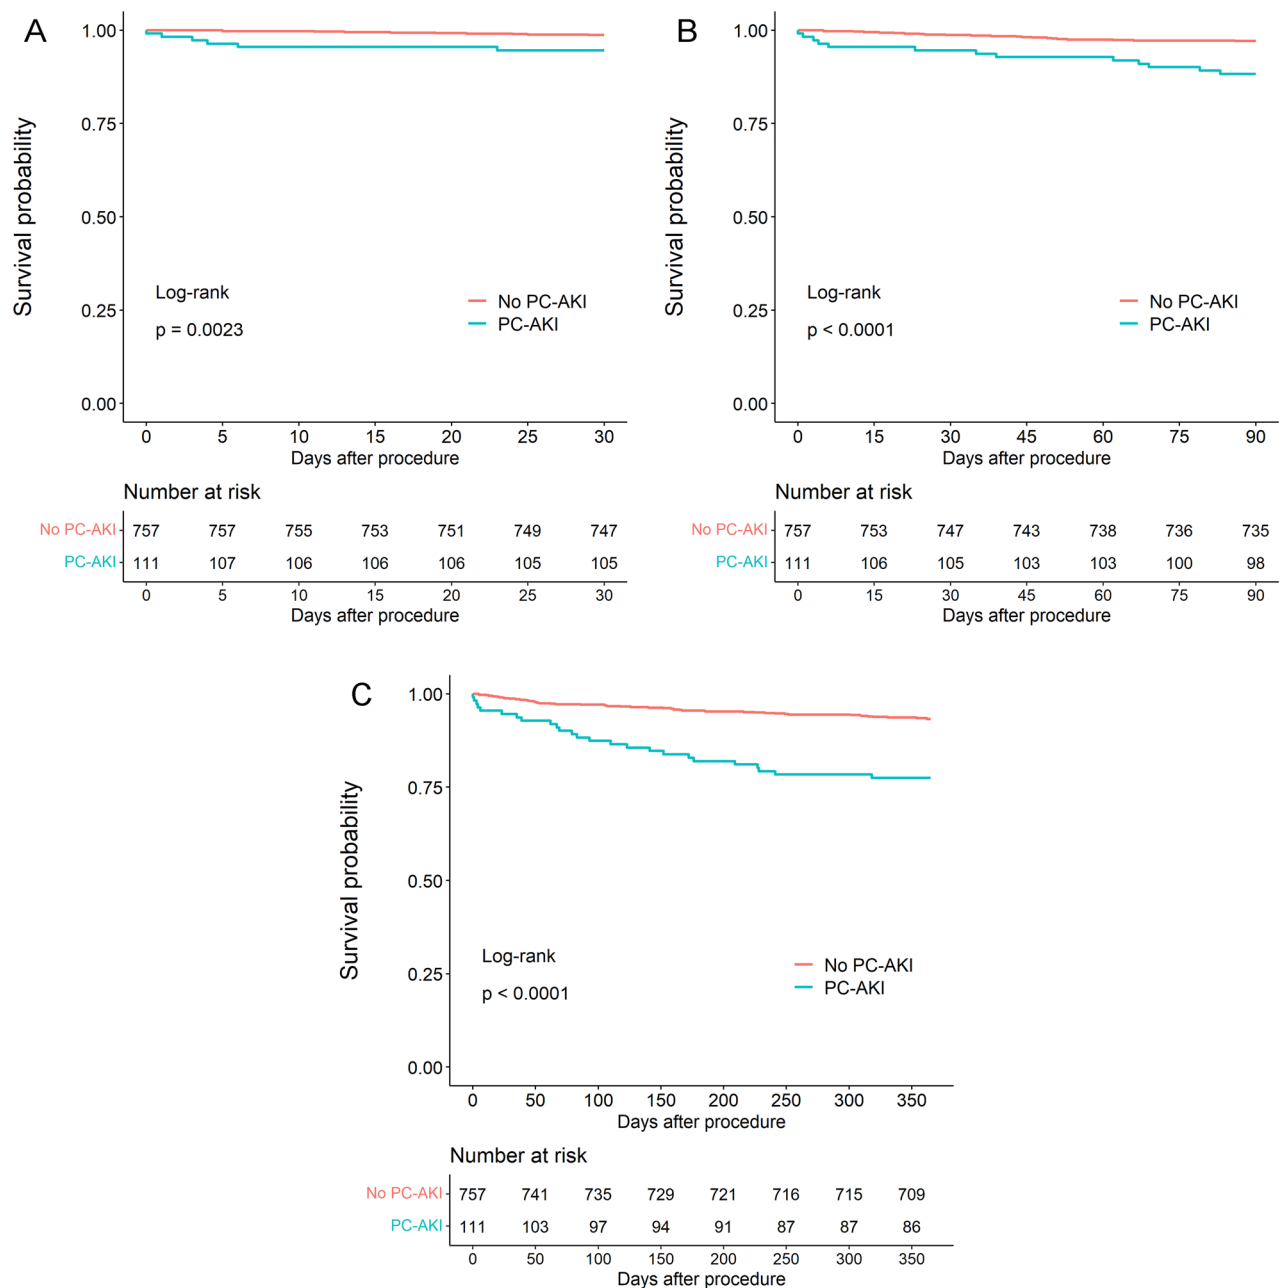 A
1.00
0.75
0.50
0.25
0.00
Survival probability
Log-rank
p = 0.0023
No PC-AKI
PC-AKI
0 5 10 15 20 25 30
Days after procedure
Number at risk
No PC-AKI 757 757 755 753 751 749 747
PC-AKI 111 107 106 106 106 105 105
0 5 10 15 20 25 30
Days after procedure
B
1.00
0.75
0.50
0.25
0.00
Survival probability
Log-rank
p < 0.0001
No PC-AKI
PC-AKI
0 15 30 45 60 75 90
Days after procedure
Number at risk
No PC-AKI 757 753 747 743 738 736 735
PC-AKI 111 106 105 103 103 100 98
0 15 30 45 60 75 90
Days after procedure
C
1.00
0.75
0.50
0.25
0.00
Survival probability
Log-rank
p < 0.0001
No PC-AKI
PC-AKI
0 50 100 150 200 250 300 350
Days after procedure
Number at risk
No PC-AKI 757 741 735 729 721 716 715 709
PC-AKI 111 103 97 94 91 87 87 86
0 50 100 150 200 250 300 350
Days after procedure